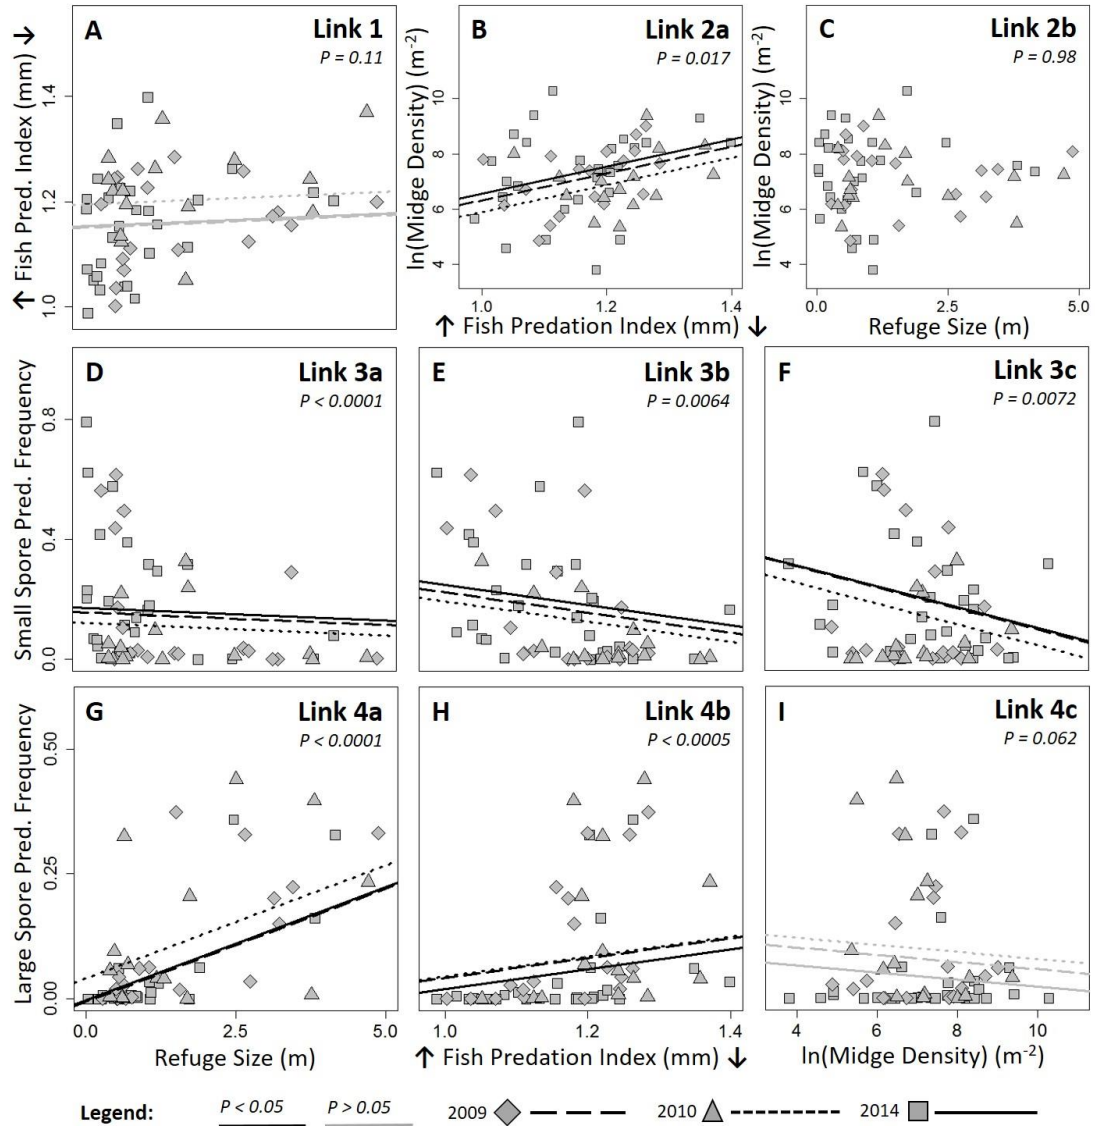 A Link 1
P = 0.11
↑ Fish Pred. Index (mm) ↓
1.0 1.2 1.4
B Link 2a
P = 0.017
ln(Midge Density) (m-2)
4 6 8 10
1.0 1.2 1.4
↑ Fish Predation Index (mm) ↓
C Link 2b
P = 0.98
ln(Midge Density) (m-2)
4 6 8 10
0.0 2.5 5.0
Refuge Size (m)
D Link 3a
P < 0.0001
Small Spore Pred. Frequency
0.0 0.4 0.8
E Link 3b
P = 0.0064
F Link 3c
P = 0.0072
G Link 4a
P < 0.0001
Large Spore Pred. Frequency
0.00 0.25 0.50
0.0 2.5 5.0
Refuge Size (m)
H Link 4b
P < 0.0005
1.0 1.2 1.4
↑ Fish Predation Index (mm) ↓
I Link 4c
P = 0.062
4 6 8 10
ln(Midge Density) (m-2)
Legend: P < 0.05 P > 0.05 2009 2010 2014